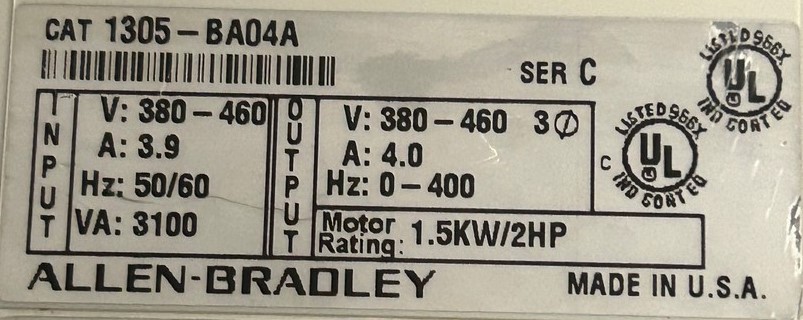 CAT 1305-BA04A
SER C
INPUT
V: 380-460
A: 3.9
Hz: 50/60
VA: 3100
OUTPUT
V: 380-460 3Ø
A: 4.0
Hz: 0-400
Motor Rating: 1.5KW/2HP
LISTED 966X
UL
IND CONT EQ
C
LISTED 966X
UL
IND CONT EQ
ALLEN-BRADLEY
MADE IN U.S.A.